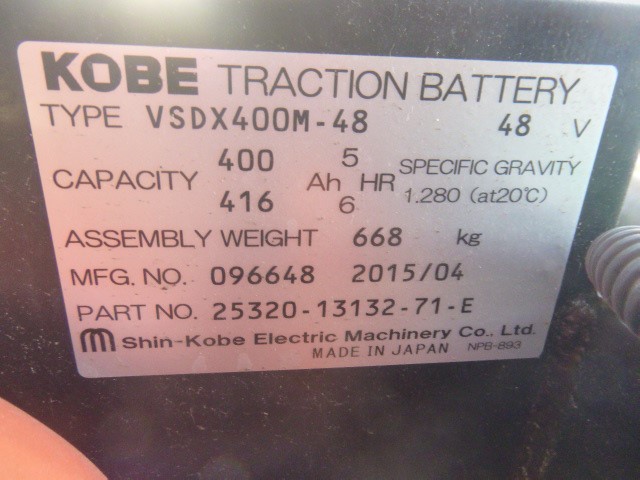 KOBE TRACTION BATTERY
TYPE VSDX400M-48 48 V
CAPACITY 400 Ah 5 HR SPECIFIC GRAVITY
416 6 1.280 (at20℃)
ASSEMBLY WEIGHT 668 kg
MFG. NO. 096648 2015/04
PART NO. 25320-13132-71-E
Shin-Kobe Electric Machinery Co., Ltd.
MADE IN JAPAN NPB-893